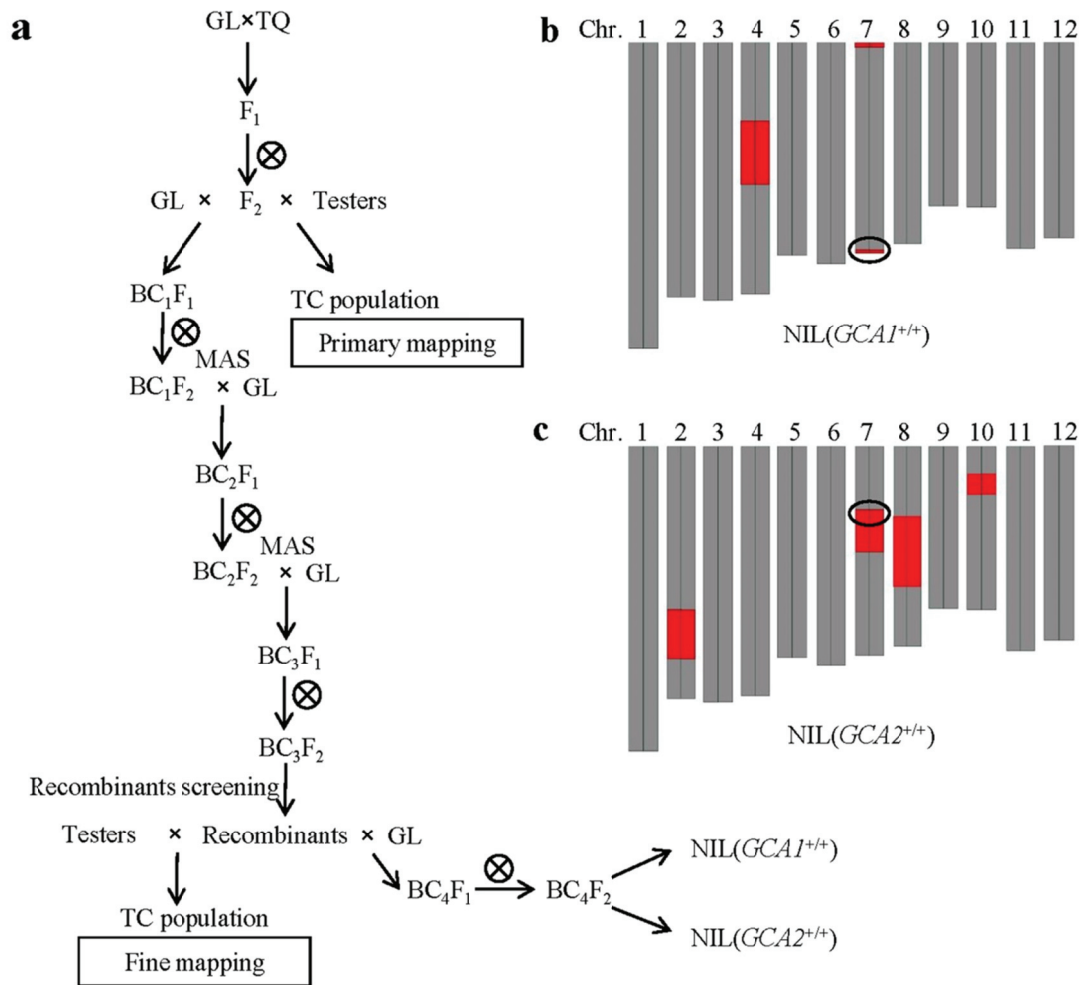 a
GL×TQ
F₁
⊗
GL × F₂ × Testers
BC₁F₁
TC population
Primary mapping
⊗
MAS
BC₁F₂ × GL
BC₂F₁
⊗
MAS
BC₂F₂ × GL
BC₃F₁
⊗
BC₃F₂
Recombinants screening
Testers × Recombinants × GL
BC₄F₁ ⊗ BC₄F₂
NIL(GCA1⁺/⁺)
NIL(GCA2⁺/⁺)
TC population
Fine mapping
b
Chr. 1 2 3 4 5 6 7 8 9 10 11 12
NIL(GCA1⁺/⁺)
c
Chr. 1 2 3 4 5 6 7 8 9 10 11 12
NIL(GCA2⁺/⁺)